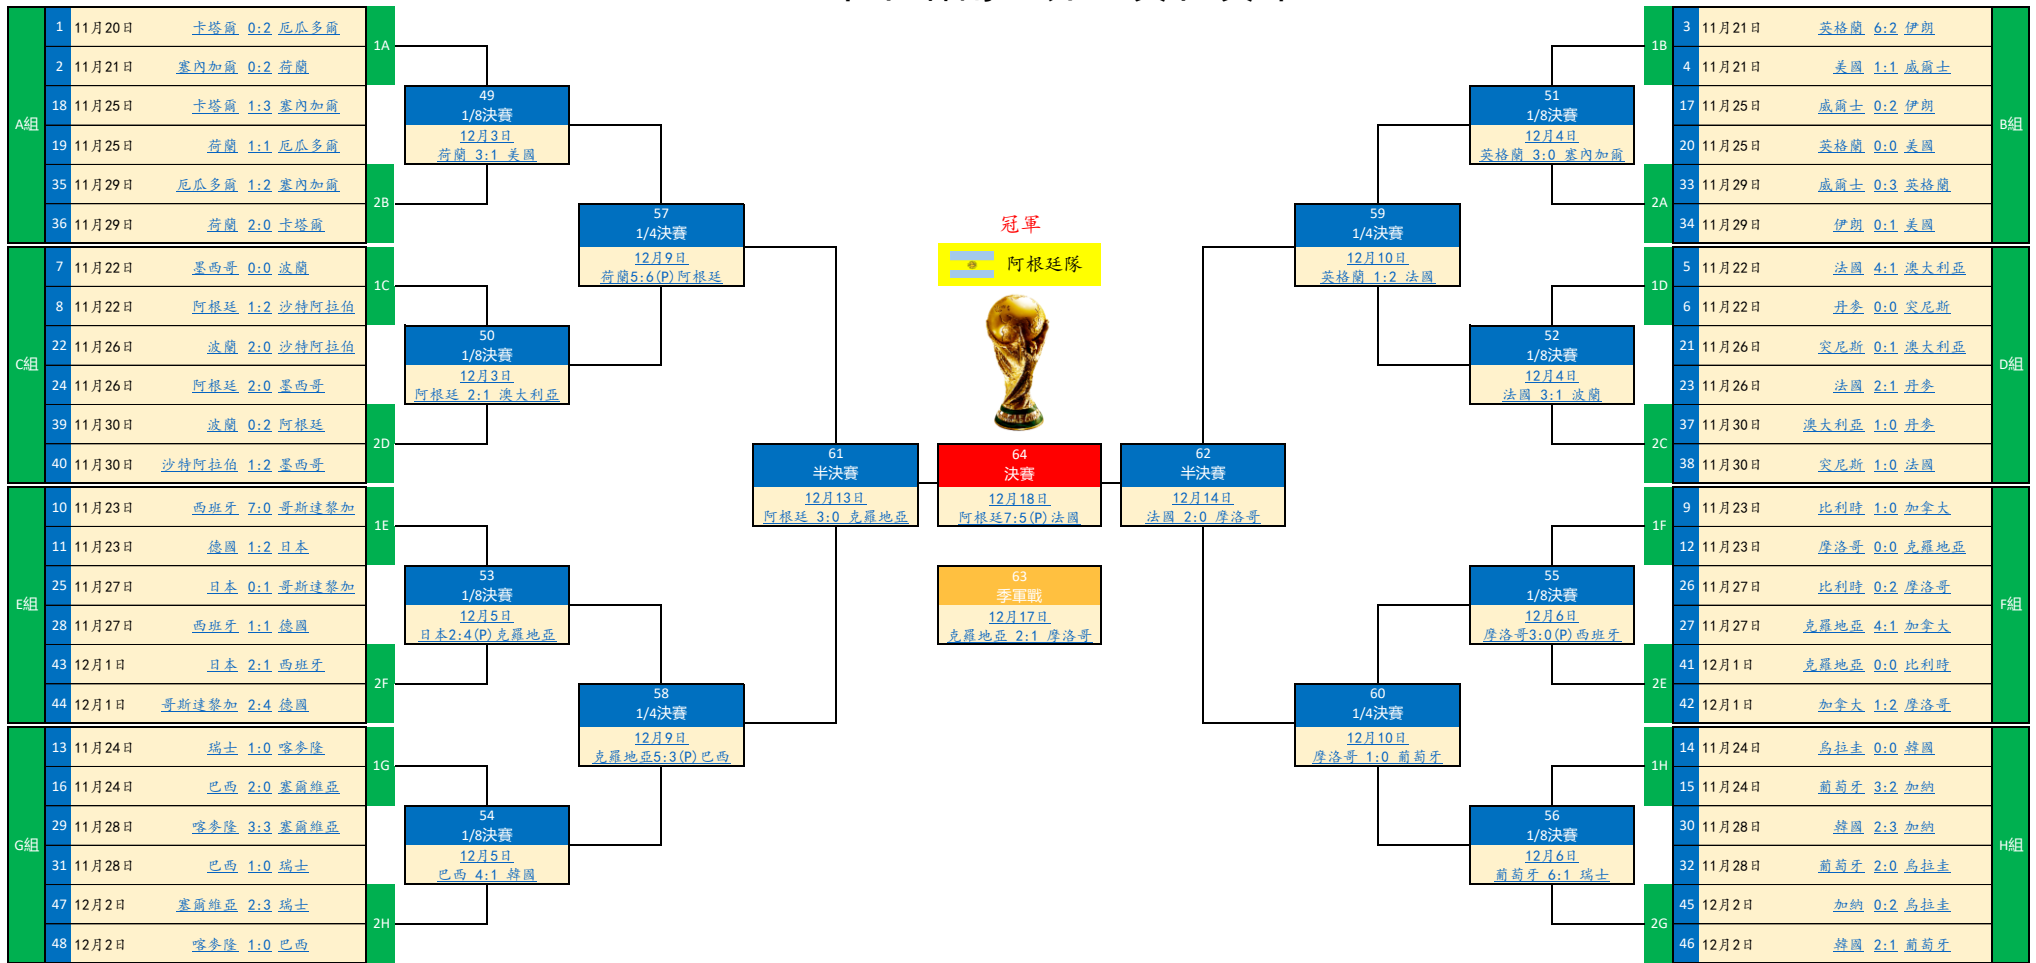 A組
1 11月20日 卡塔爾 0:2 厄瓜多爾
2 11月21日 塞內加爾 0:2 荷蘭
18 11月25日 卡塔爾 1:3 塞內加爾
19 11月25日 荷蘭 1:1 厄瓜多爾
35 11月29日 厄瓜多爾 1:2 塞內加爾
36 11月29日 荷蘭 2:0 卡塔爾
1A
2B
C組
7 11月22日 墨西哥 0:0 波蘭
8 11月22日 阿根廷 1:2 沙特阿拉伯
22 11月26日 波蘭 2:0 沙特阿拉伯
24 11月26日 阿根廷 2:0 墨西哥
39 11月30日 波蘭 0:2 阿根廷
40 11月30日 沙特阿拉伯 1:2 墨西哥
1C
2D
E組
10 11月23日 西班牙 7:0 哥斯達黎加
11 11月23日 德國 1:2 日本
25 11月27日 日本 0:1 哥斯達黎加
28 11月27日 西班牙 1:1 德國
43 12月1日 日本 2:1 西班牙
44 12月1日 哥斯達黎加 2:4 德國
1E
2F
G組
13 11月24日 瑞士 1:0 喀麥隆
16 11月24日 巴西 2:0 塞爾維亞
29 11月28日 喀麥隆 3:3 塞爾維亞
31 11月28日 巴西 1:0 瑞士
47 12月2日 塞爾維亞 2:3 瑞士
48 12月2日 喀麥隆 1:0 巴西
1G
2H
49
1/8決賽
12月3日
荷蘭 3:1 美國
50
1/8決賽
12月3日
阿根廷 2:1 澳大利亞
53
1/8決賽
12月5日
日本2:4(P)克羅地亞
54
1/8決賽
12月5日
巴西 4:1 韓國
57
1/4決賽
12月9日
荷蘭5:6(P)阿根廷
58
1/4決賽
12月9日
克羅地亞5:3(P)巴西
61
半決賽
12月13日
阿根廷 3:0 克羅地亞
冠軍
阿根廷隊
64
決賽
12月18日
阿根廷7:5(P)法國
63
季軍戰
12月17日
克羅地亞 2:1 摩洛哥
62
半決賽
12月14日
法國 2:0 摩洛哥
59
1/4決賽
12月10日
英格蘭 1:2 法國
60
1/4決賽
12月10日
摩洛哥 1:0 葡萄牙
51
1/8決賽
12月4日
英格蘭 3:0 塞內加爾
52
1/8決賽
12月4日
法國 3:1 波蘭
55
1/8決賽
12月6日
摩洛哥3:0(P)西班牙
56
1/8決賽
12月6日
葡萄牙 6:1 瑞士
1B
2A
3 11月21日 英格蘭 6:2 伊朗
4 11月21日 美國 1:1 威爾士
17 11月25日 威爾士 0:2 伊朗
20 11月25日 英格蘭 0:0 美國
33 11月29日 威爾士 0:3 英格蘭
34 11月29日 伊朗 0:1 美國
B組
1D
2C
5 11月22日 法國 4:1 澳大利亞
6 11月22日 丹麥 0:0 突尼斯
21 11月26日 突尼斯 0:1 澳大利亞
23 11月26日 法國 2:1 丹麥
37 11月30日 澳大利亞 1:0 丹麥
38 11月30日 突尼斯 1:0 法國
D組
1F
2E
9 11月23日 比利時 1:0 加拿大
12 11月23日 摩洛哥 0:0 克羅地亞
26 11月27日 比利時 0:2 摩洛哥
27 11月27日 克羅地亞 4:1 加拿大
41 12月1日 克羅地亞 0:0 比利時
42 12月1日 加拿大 1:2 摩洛哥
F組
1H
2G
14 11月24日 烏拉圭 0:0 韓國
15 11月24日 葡萄牙 3:2 加納
30 11月28日 韓國 2:3 加納
32 11月28日 葡萄牙 2:0 烏拉圭
45 12月2日 加納 0:2 烏拉圭
46 12月2日 韓國 2:1 葡萄牙
H組